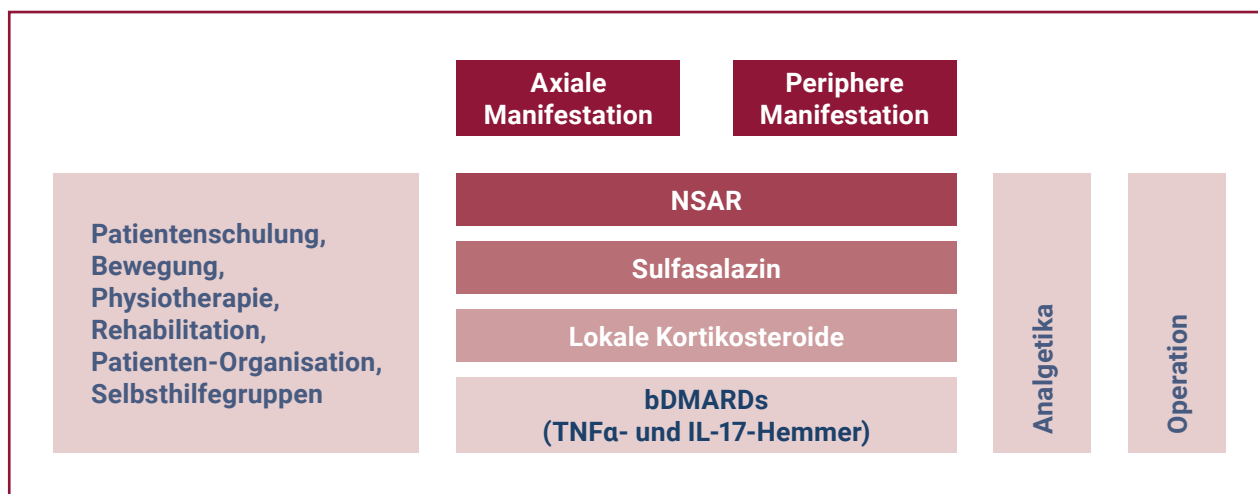 Axiale
Manifestation
Periphere
Manifestation
Patientenschulung,
Bewegung,
Physiotherapie,
Rehabilitation,
Patienten-Organisation,
Selbsthilfegruppen
NSAR
Sulfasalazin
Lokale Kortikosteroide
bDMARDs
(TNFα- und IL-17-Hemmer)
Analgetika
Operation